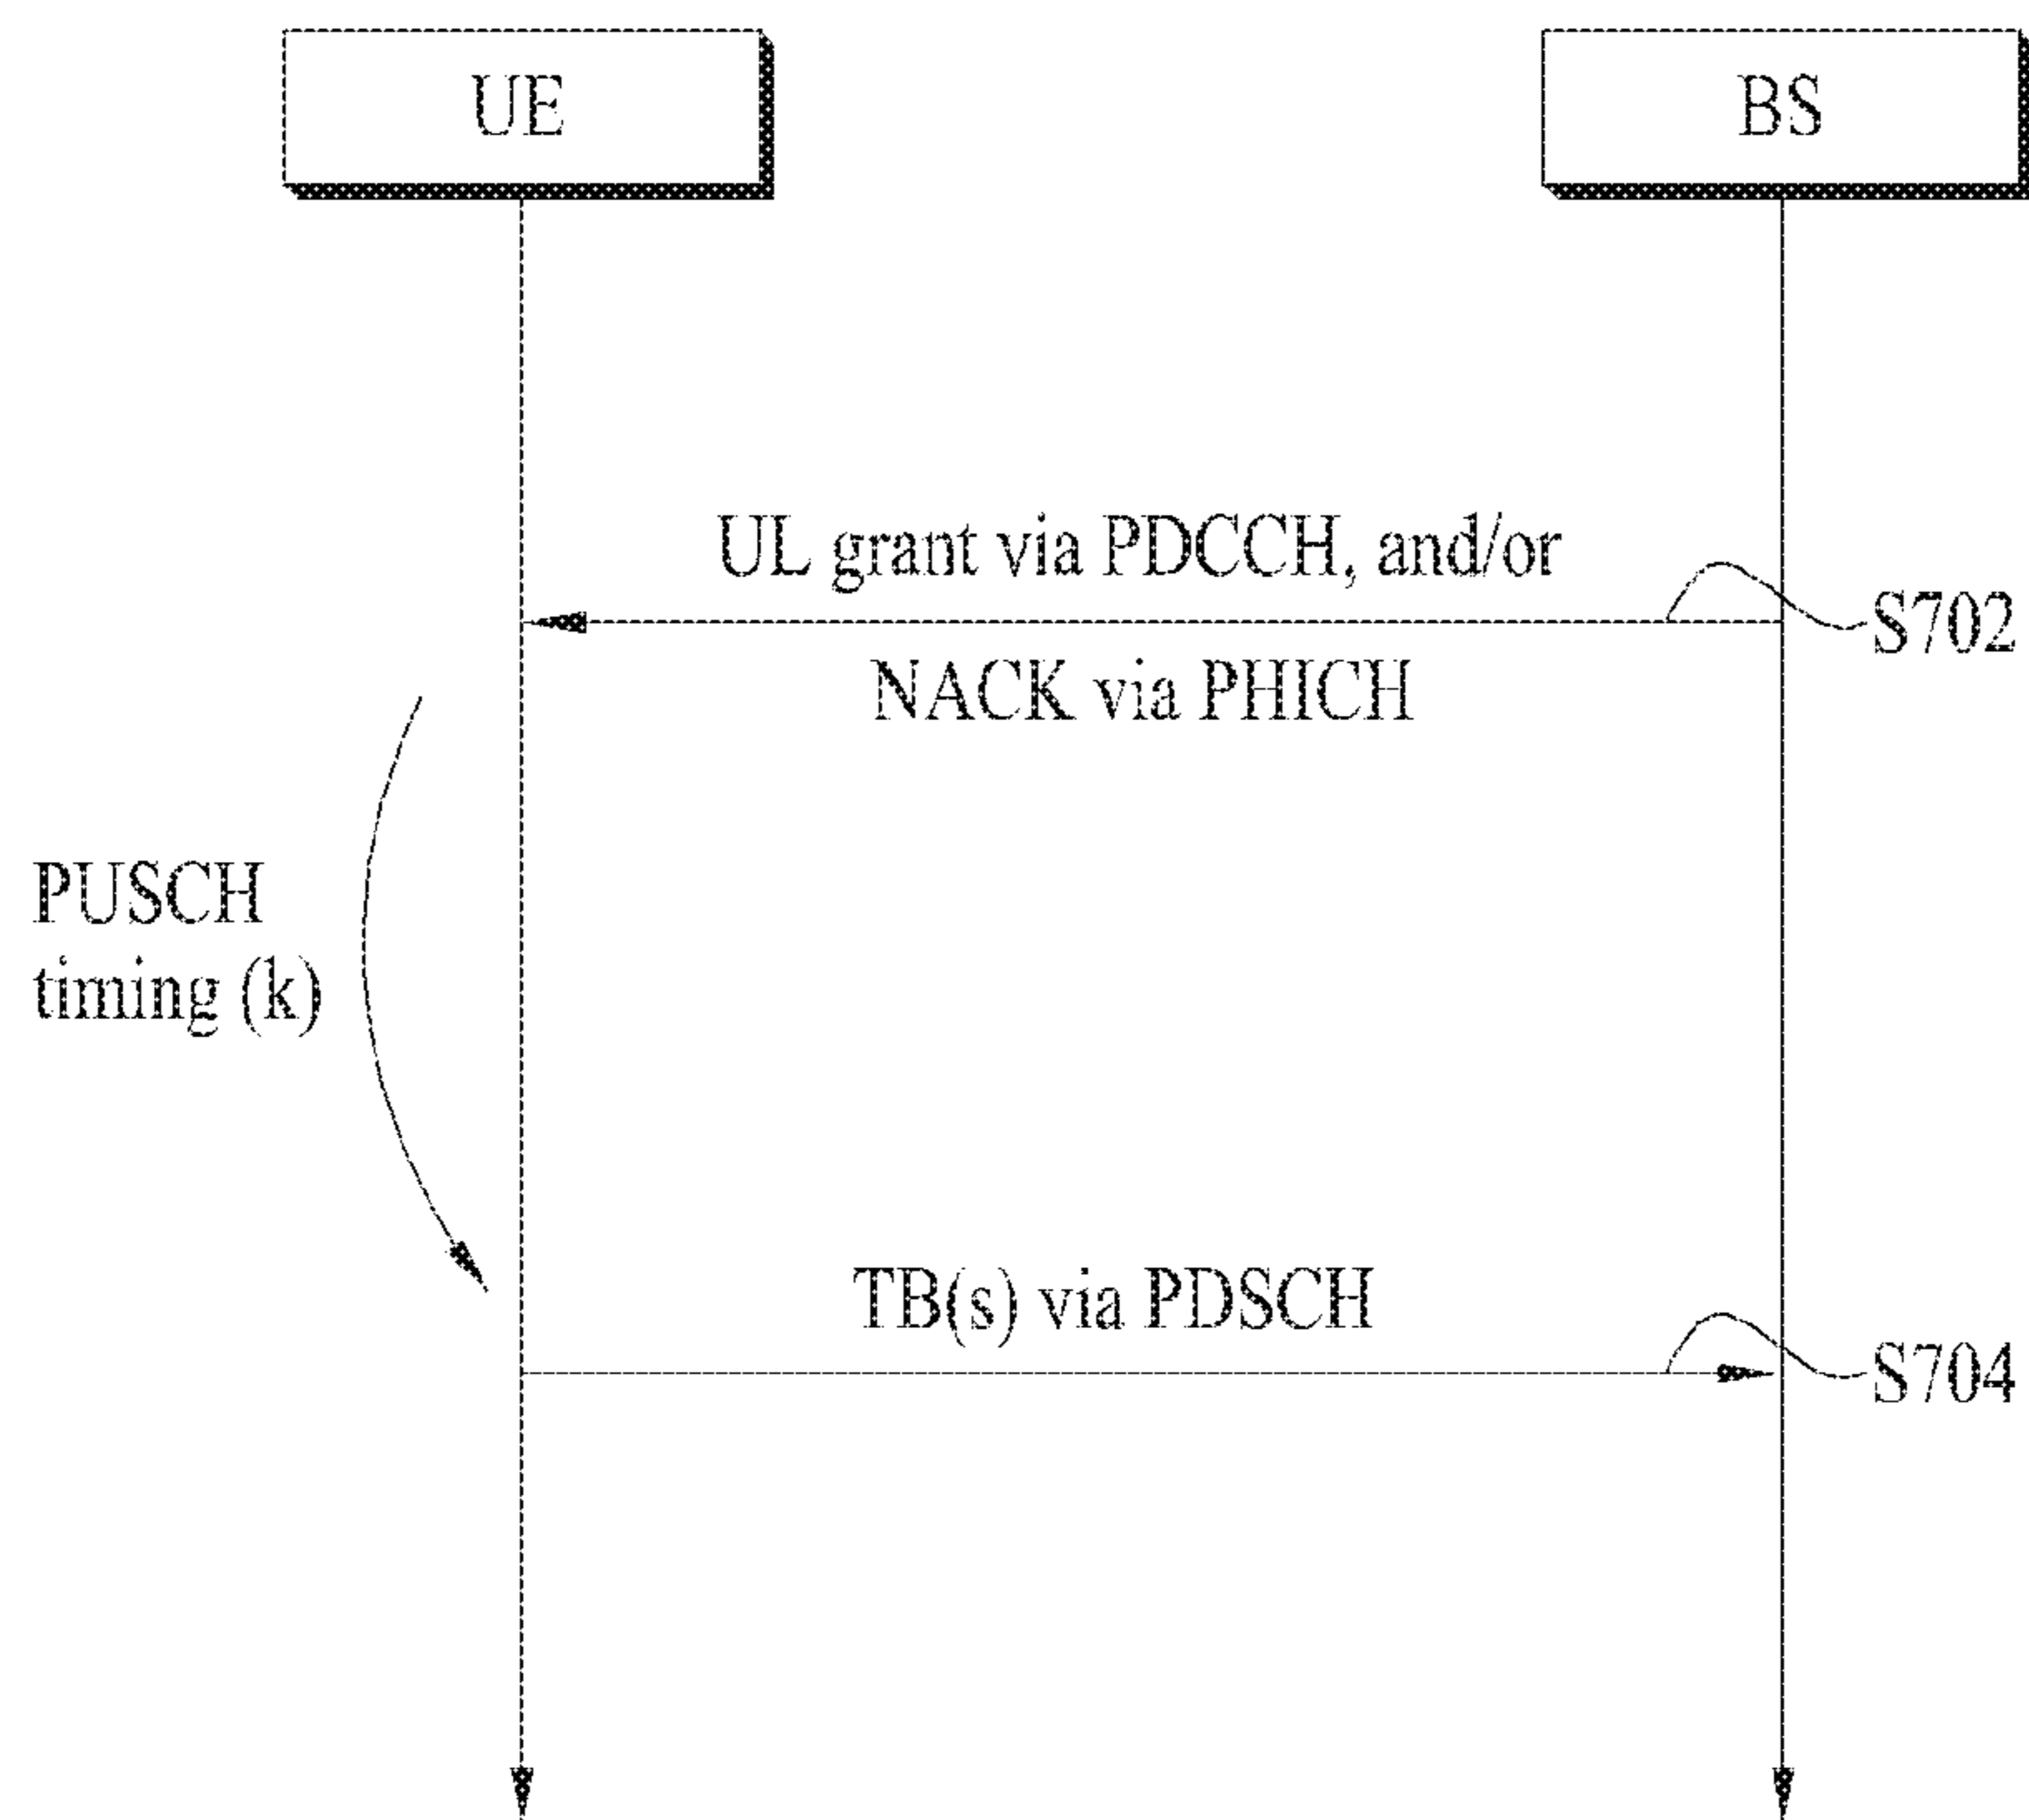 UE
BS
UL grant via PDCCH, and/or
S702
NACK via PHICH
PUSCH
timing (k)
TB(s) via PDSCH
S704